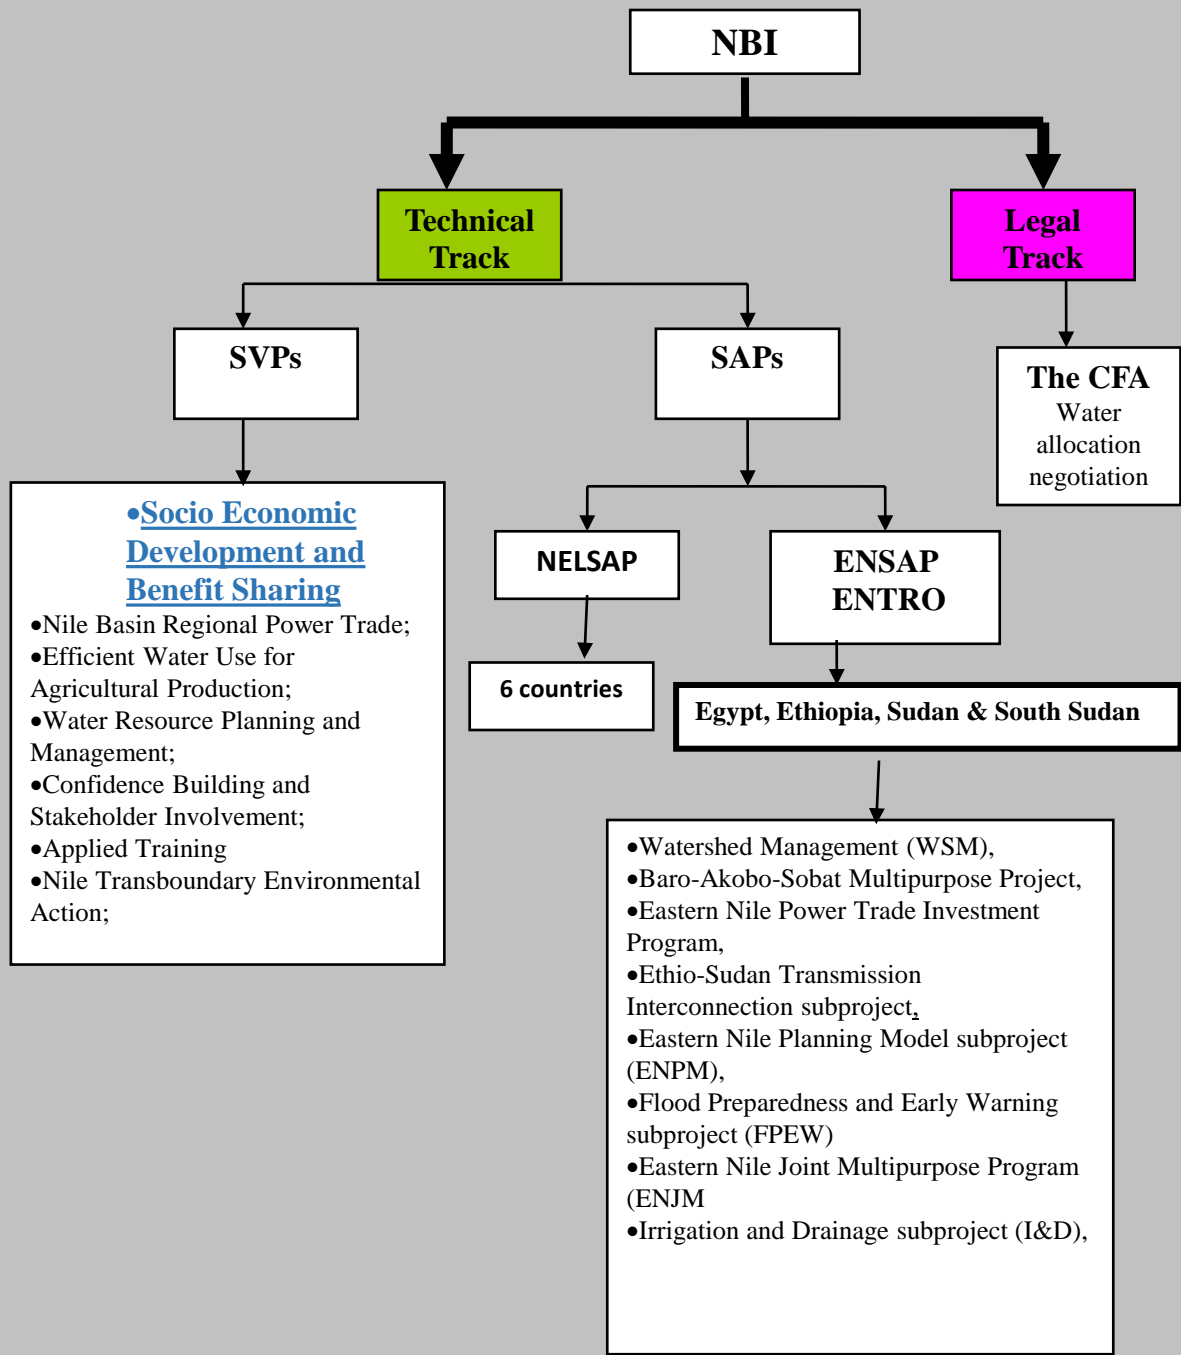 NBI
Technical
Track
Legal
Track
SVPs
SAPs
The CFA
Water
allocation
negotiation
•Socio Economic
Development and
Benefit Sharing
•Nile Basin Regional Power Trade;
•Efficient Water Use for
Agricultural Production;
•Water Resource Planning and
Management;
•Confidence Building and
Stakeholder Involvement;
•Applied Training
•Nile Transboundary Environmental
Action;
NELSAP
ENSAP
ENTRO
6 countries
Egypt, Ethiopia, Sudan & South Sudan
•Watershed Management (WSM),
•Baro-Akobo-Sobat Multipurpose Project,
•Eastern Nile Power Trade Investment
Program,
•Ethio-Sudan Transmission
Interconnection subproject,
•Eastern Nile Planning Model subproject
(ENPM),
•Flood Preparedness and Early Warning
subproject (FPEW)
•Eastern Nile Joint Multipurpose Program
(ENJM
•Irrigation and Drainage subproject (I&D),